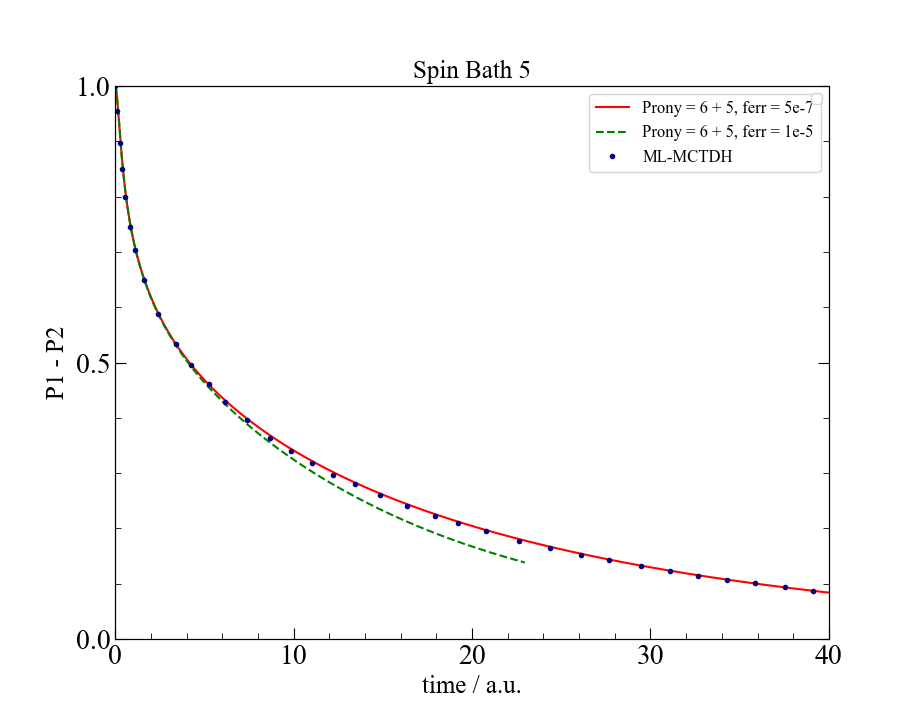 Spin Bath 5
1.0
Prony = 6 + 5, ferr = 5e-7
Prony = 6 + 5, ferr = 1e-5
ML-MCTDH
P1 - P2
0.5
0.0
0 10 20 30 40
time / a.u.